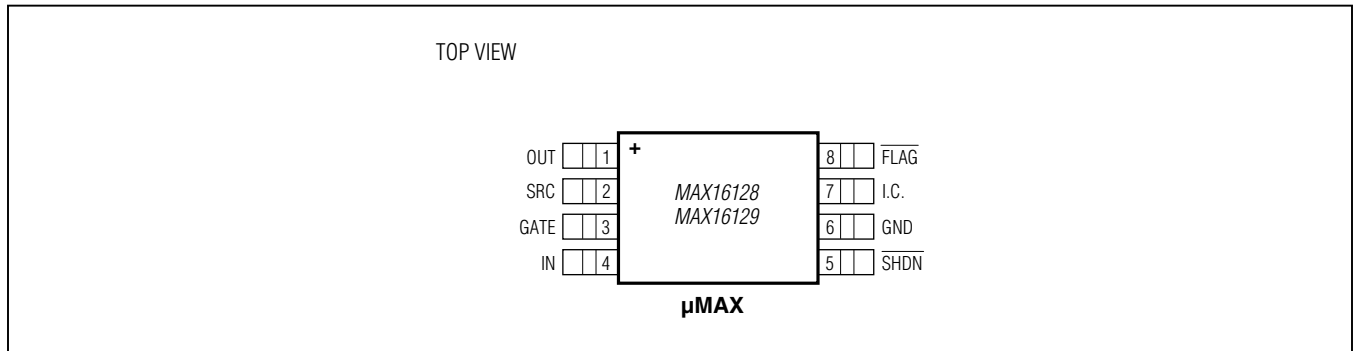 TOP VIEW
OUT 1 + 8 FLAG
SRC 2 MAX16128 7 I.C.
MAX16129
GATE 3 6 GND
IN 4 5 SHDN
µMAX